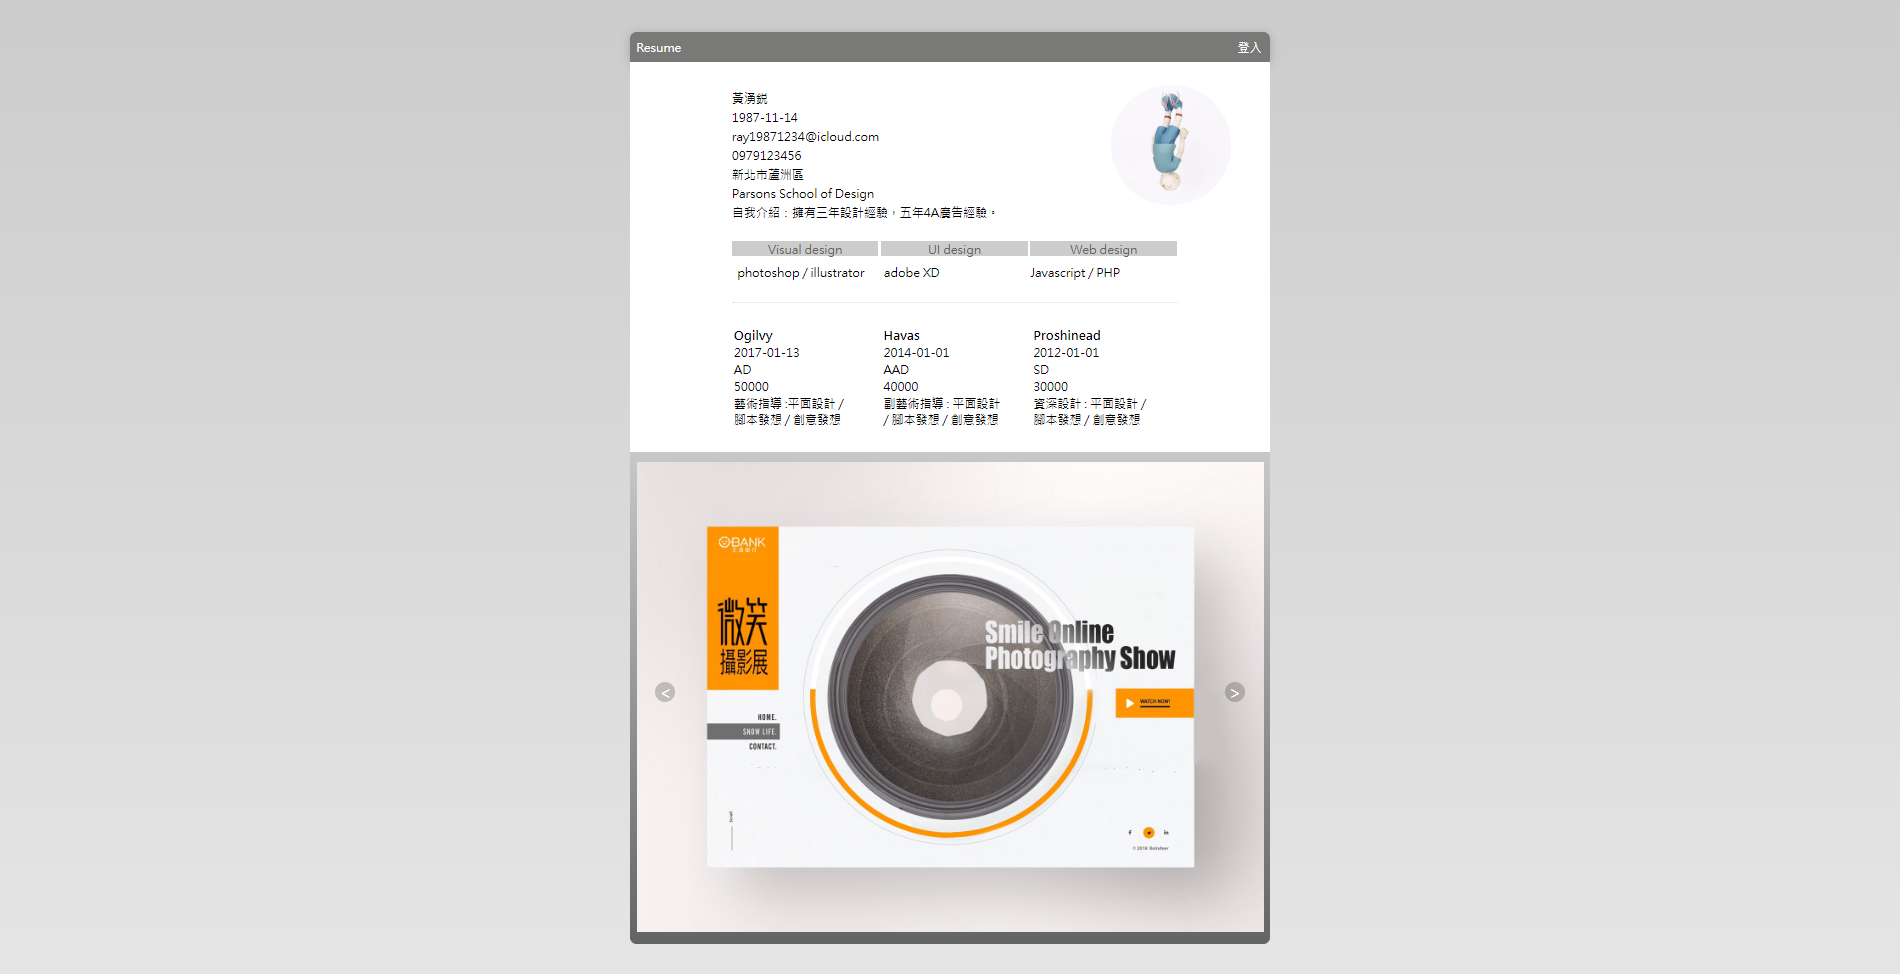 Resume
登入
黃湧鋭
1987-11-14
ray19871234@icloud.com
0979123456
新北市蘆洲區
Parsons School of Design
自我介紹：擁有三年設計經驗，五年4A廣告經驗。
Visual design
UI design
Web design
photoshop / illustrator
adobe XD
Javascript / PHP
Ogilvy
2017-01-13
AD
50000
藝術指導 :平面設計 /
腳本發想 / 創意發想
Havas
2014-01-01
AAD
40000
副藝術指導 : 平面設計
/ 腳本發想 / 創意發想
Proshinead
2012-01-01
SD
30000
資深設計 : 平面設計 /
腳本發想 / 創意發想
OBANK
微笑
攝影展
Smile Online
Photography Show
<
>
WATCH NOW!
HOME.
SNOW LIFE.
CONTACT.
Scroll
f
in
© 2018 Reindeer